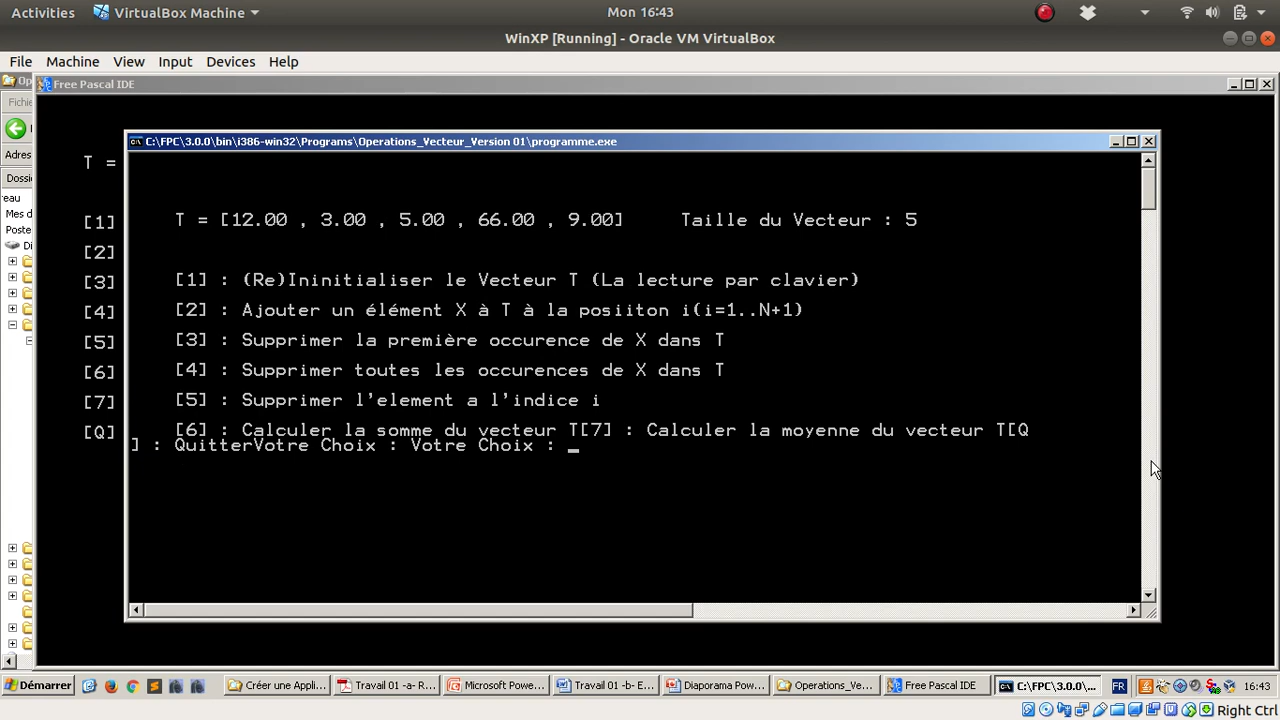 Activities VirtualBox Machine Mon 16:43
WinXP [Running] - Oracle VM VirtualBox
File Machine View Input Devices Help
Free Pascal IDE
Fichie
Adres
Dossi
eau
Mes d
Poste
C:\FPC\3.0.0\bin\i386-win32\Programs\Operations_Vecteur_Version 01\programme.exe
T =
[1]
[2]
[3]
[4]
[5]
[6]
[7]
[Q]
T = [12.00 , 3.00 , 5.00 , 66.00 , 9.00] Taille du Vecteur : 5
[1] : (Re)Ininitialiser le Vecteur T (La lecture par clavier)
[2] : Ajouter un élément X à T à la posiiton i(i=1..N+1)
[3] : Supprimer la première occurence de X dans T
[4] : Supprimer toutes les occurences de X dans T
[5] : Supprimer l'element a l'indice i
[6] : Calculer la somme du vecteur T[7] : Calculer la moyenne du vecteur T[Q
] : QuitterVotre Choix : Votre Choix : _
Démarrer Créer une Appli... Travail 01 -a- R... Microsoft Powe... Travail 01 -b- E... Diaporama Pow... Operations_Ve... Free Pascal IDE C:\FPC\3.0.0\... FR 16:43
Right Ctrl